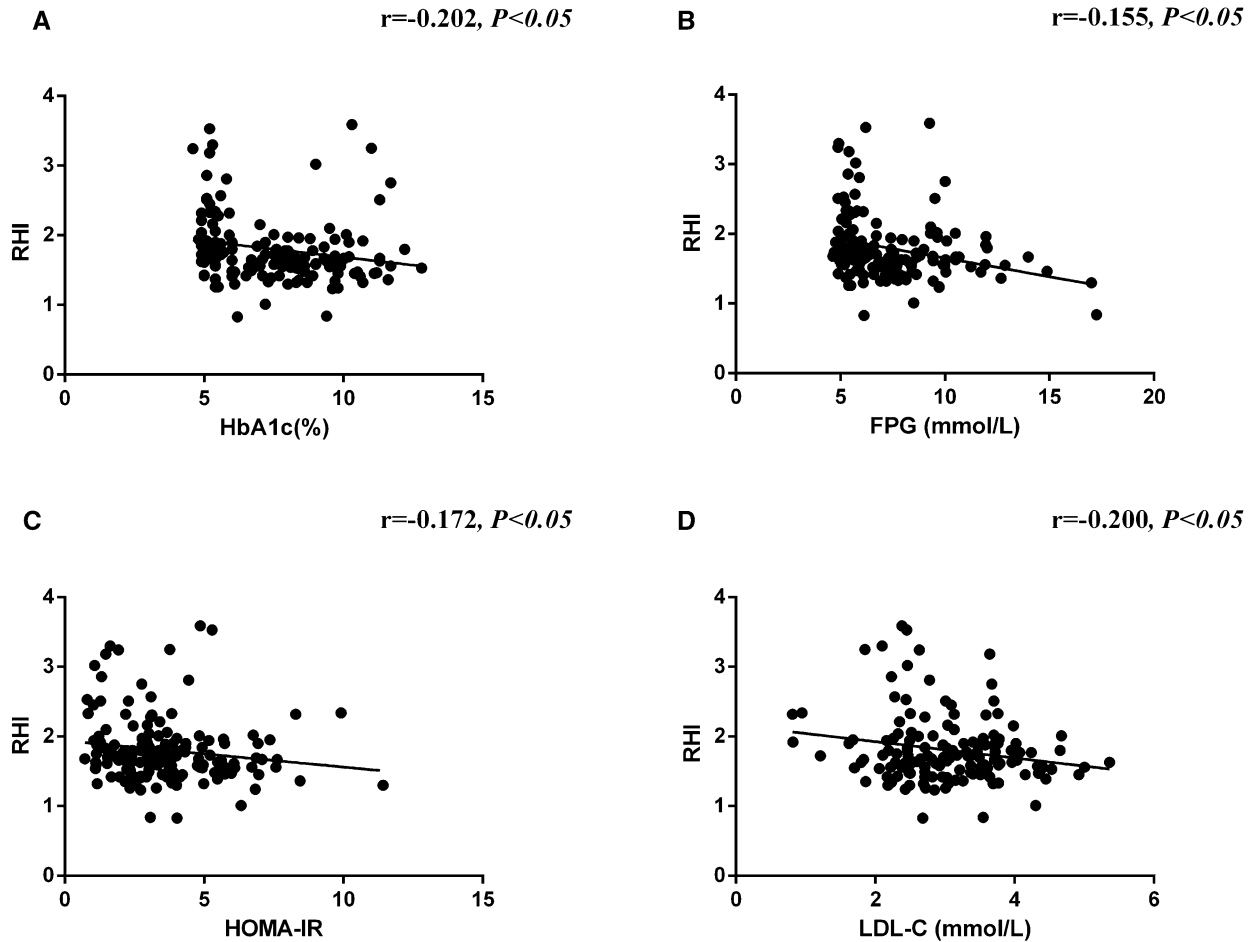 A
r=-0.202, P<0.05
4
3
2
1
0
RHI
0 5 10 15
HbA1c(%)
B
r=-0.155, P<0.05
4
3
2
1
0
RHI
0 5 10 15 20
FPG (mmol/L)
C
r=-0.172, P<0.05
4
3
2
1
0
RHI
0 5 10 15
HOMA-IR
D
r=-0.200, P<0.05
4
3
2
1
0
RHI
0 2 4 6
LDL-C (mmol/L)